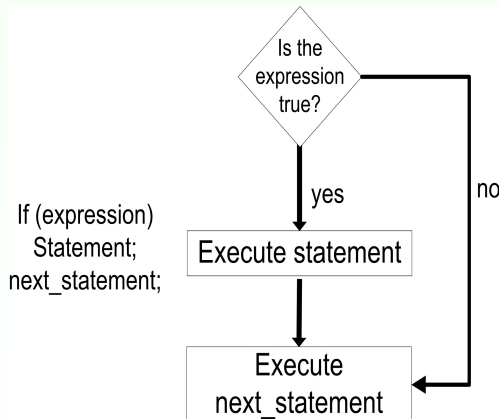 Is the
expression
true?
yes
no
If (expression)
Statement;
next_statement;
Execute statement
Execute
next_statement